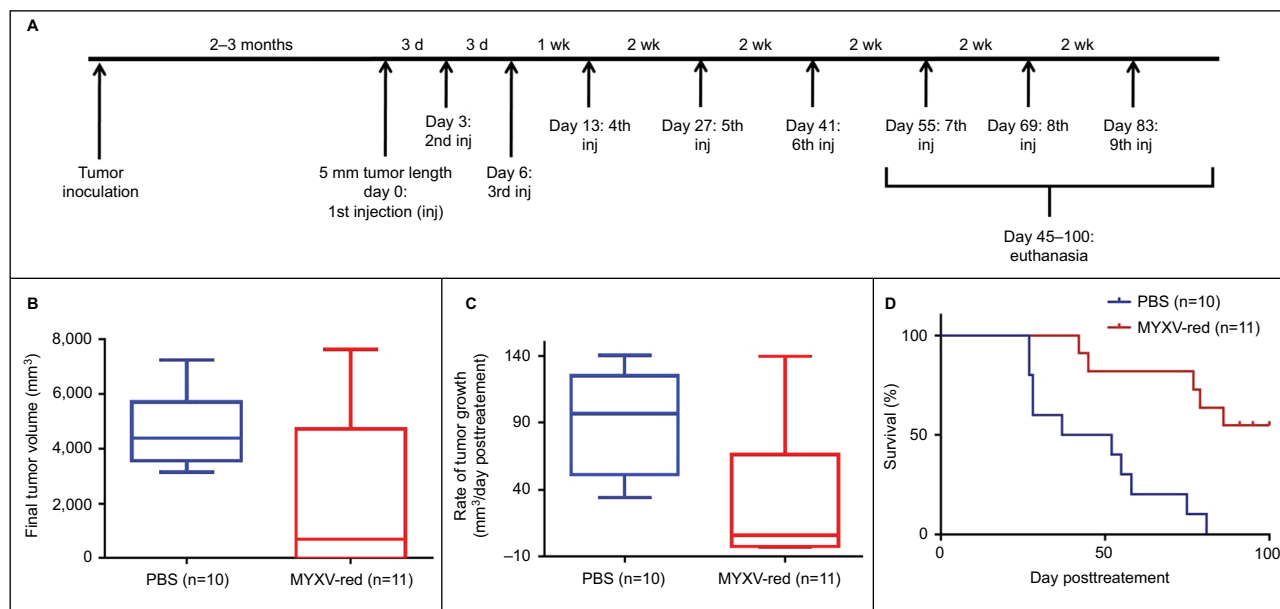 A
2–3 months
3 d
3 d
1 wk
2 wk
2 wk
2 wk
2 wk
2 wk
Tumor
inoculation
5 mm tumor length
day 0:
1st injection (inj)
Day 3:
2nd inj
Day 6:
3rd inj
Day 13: 4th
inj
Day 27: 5th
inj
Day 41:
6th inj
Day 55: 7th
inj
Day 69: 8th
inj
Day 83:
9th inj
Day 45–100:
euthanasia
B
Final tumor volume (mm³)
8,000
6,000
4,000
2,000
0
PBS (n=10)
MYXV-red (n=11)
C
Rate of tumor growth
(mm³/day posttreatement)
140
90
40
–10
PBS (n=10)
MYXV-red (n=11)
D
PBS (n=10)
MYXV-red (n=11)
Survival (%)
100
50
0
0
50
100
Day posttreatement